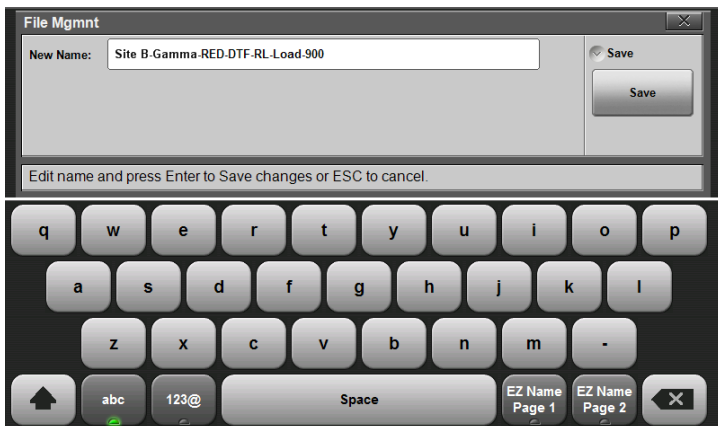 File Mgmnt
New Name: Site B-Gamma-RED-DTF-RL-Load-900
Save
Save
Edit name and press Enter to Save changes or ESC to cancel.
q w e r t y u i o p
a s d f g h j k l
z x c v b n m -
abc 123@ Space EZ Name Page 1 EZ Name Page 2